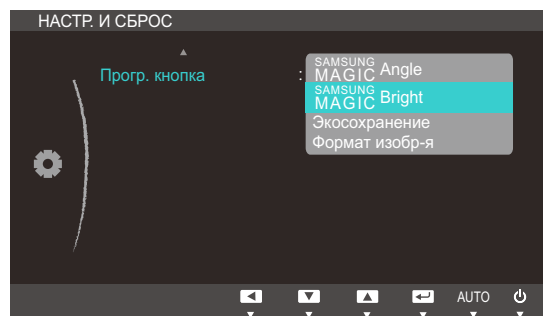 НАСТР. И СБРОС
Прогр. кнопка : SAMSUNG MAGIC Angle
SAMSUNG MAGIC Bright
Экосохранение
Формат изобр-я
AUTO